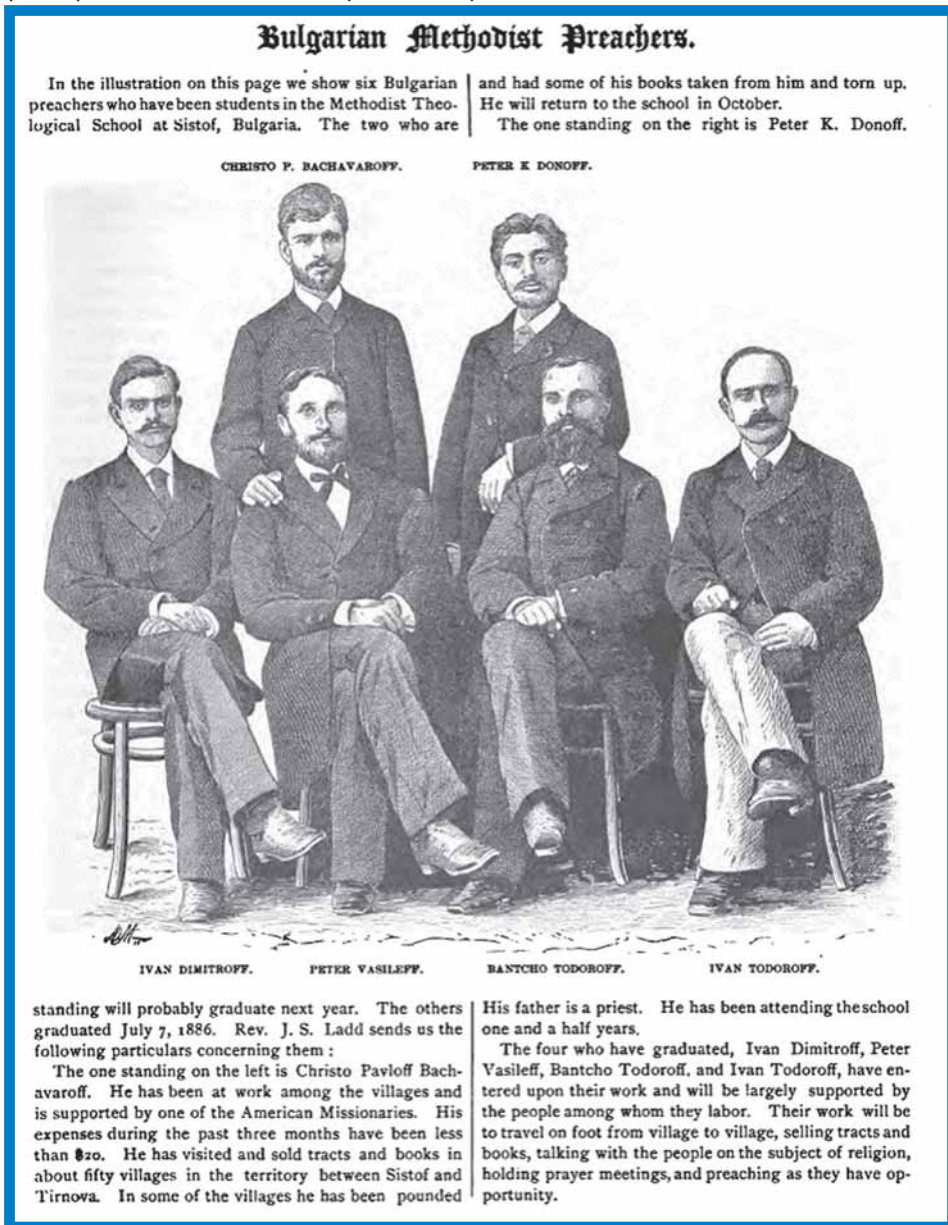 Bulgarian Methodist Preachers.
In the illustration on this page we show six Bulgarian
preachers who have been students in the Methodist Theo-
logical School at Sistof, Bulgaria. The two who are
standing will probably graduate next year. The others
graduated July 7, 1886. Rev. J. S. Ladd sends us the
following particulars concerning them :
The one standing on the left is Christo Pavloff Bach-
avaroff. He has been at work among the villages and
is supported by one of the American Missionaries. His
expenses during the past three months have been less
than $20. He has visited and sold tracts and books in
about fifty villages in the territory between Sistof and
Tirnova. In some of the villages he has been pounded
and had some of his books taken from him and torn up.
He will return to the school in October.
The one standing on the right is Peter K. Donoff.
His father is a priest. He has been attending the school
one and a half years.
The four who have graduated, Ivan Dimitroff, Peter
Vasileff, Bantcho Todoroff, and Ivan Todoroff, have en-
tered upon their work and will be largely supported by
the people among whom they labor. Their work will be
to travel on foot from village to village, selling tracts and
books, talking with the people on the subject of religion,
holding prayer meetings, and preaching as they have op-
portunity.
CHRISTO P. BACHAVAROFF.
PETER K DONOFF.
IVAN DIMITROFF.
PETER VASILEFF.
BANTCHO TODOROFF.
IVAN TODOROFF.